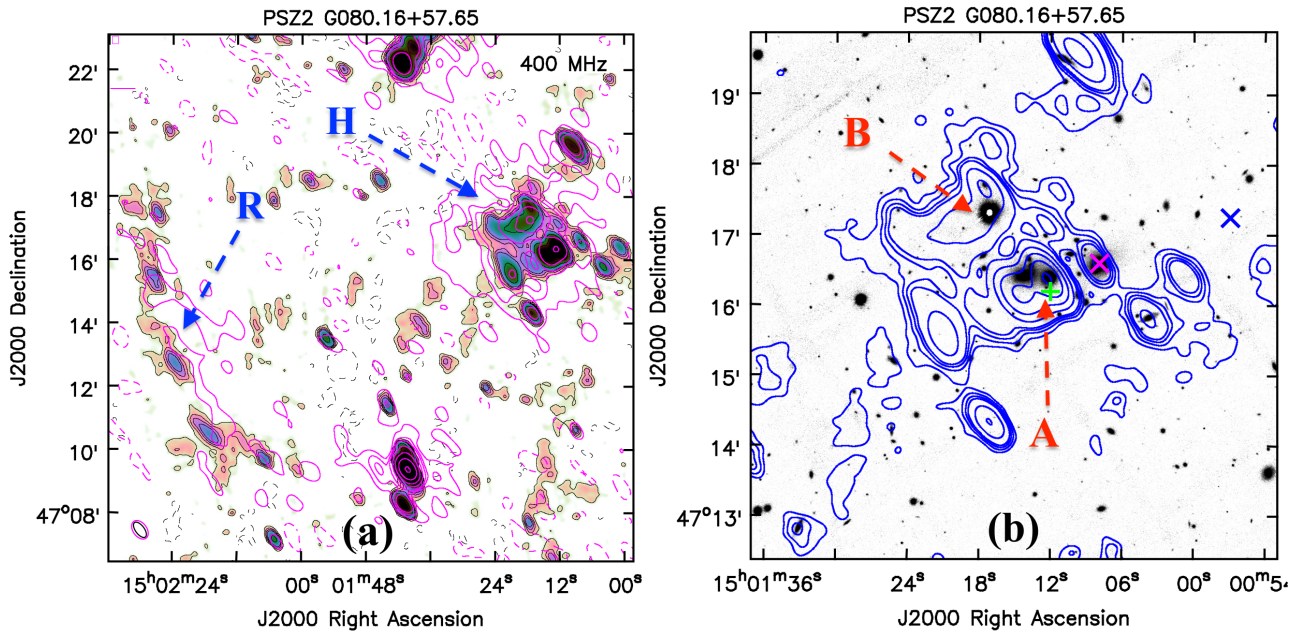 PSZ2 G080.16+57.65
400 MHz
H
R
22'
20'
18'
16'
14'
12'
10'
47°08'
J2000 Declination
(a)
15ʰ02ᵐ24ˢ
00ˢ
01ᵐ48ˢ
24ˢ
12ˢ
00ˢ
J2000 Right Ascension
PSZ2 G080.16+57.65
B
A
19'
18'
17'
16'
15'
14'
47°13'
J2000 Declination
(b)
15ʰ01ᵐ36ˢ
24ˢ
18ˢ
12ˢ
06ˢ
00ˢ
00ᵐ54
J2000 Right Ascension